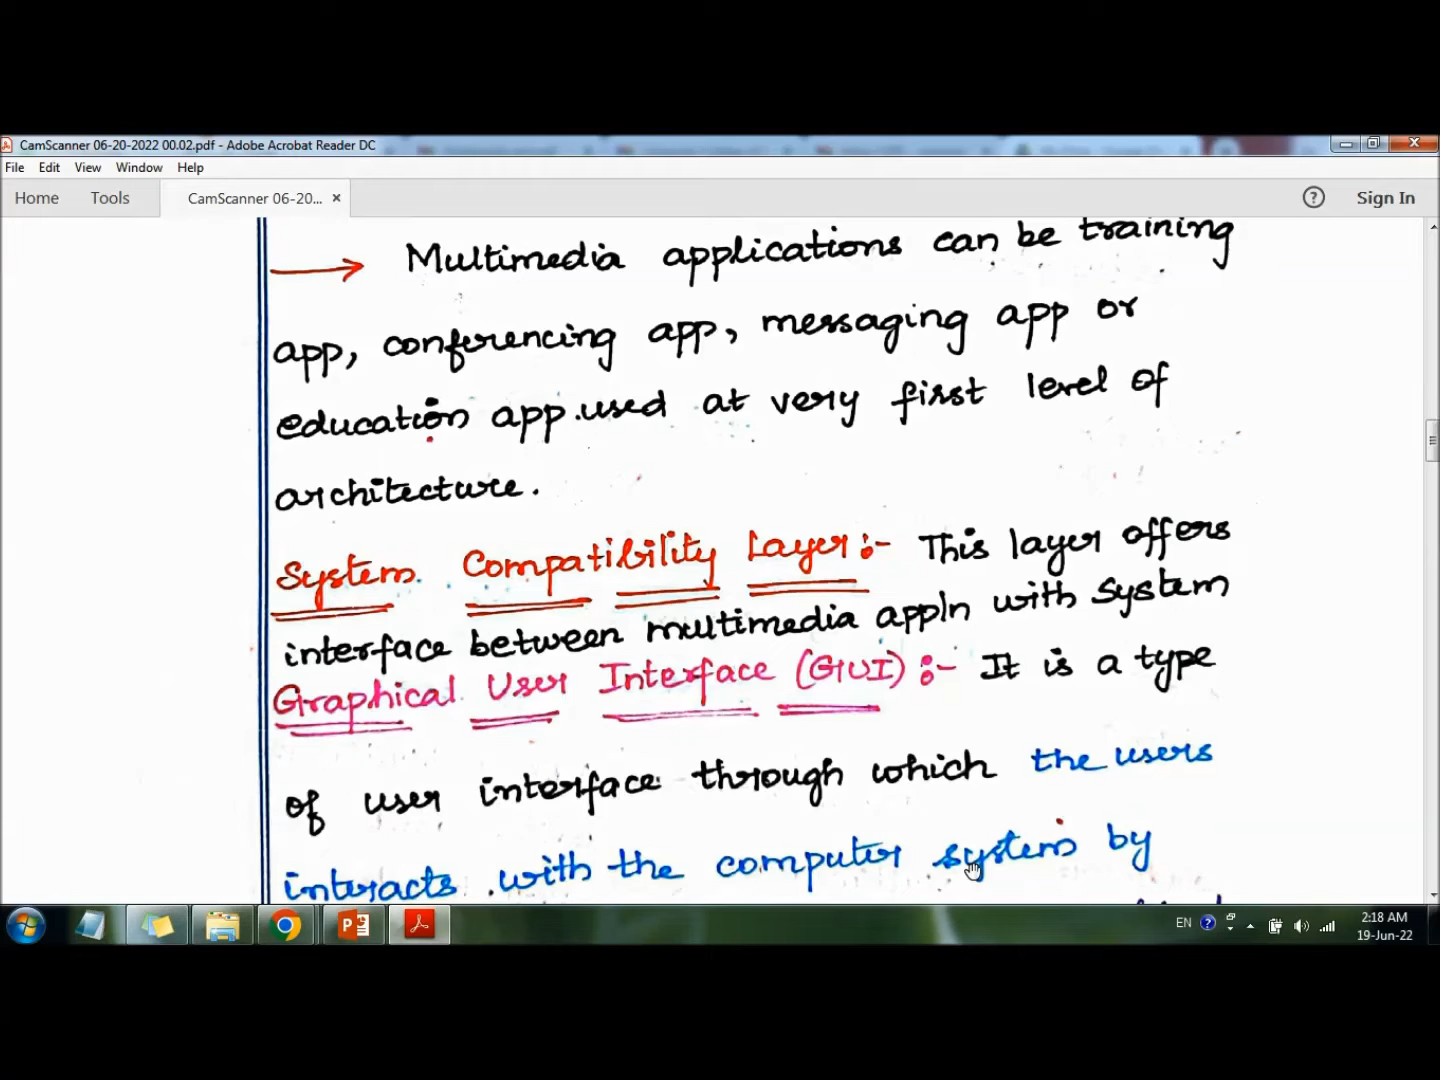 CamScanner 06-20-2022 00.02.pdf - Adobe Acrobat Reader DC
File Edit View Window Help
Home Tools CamScanner 06-20... × ? Sign In
Multimedia applications can be training
app, conferencing app, messaging app or
education app.used at very first level of
architecture.
System Compatibility Layer:- This layer offers
interface between multimedia appln with system
Graphical User Interface (GUI):- It is a type
of user interface through which the users
interacts with the computer system by
EN 2:18 AM
19-Jun-22